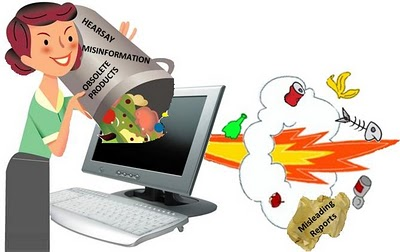 HEARSAY
MISINFORMATION
OBSOLETE
PRODUCTS
Misleading
Reports